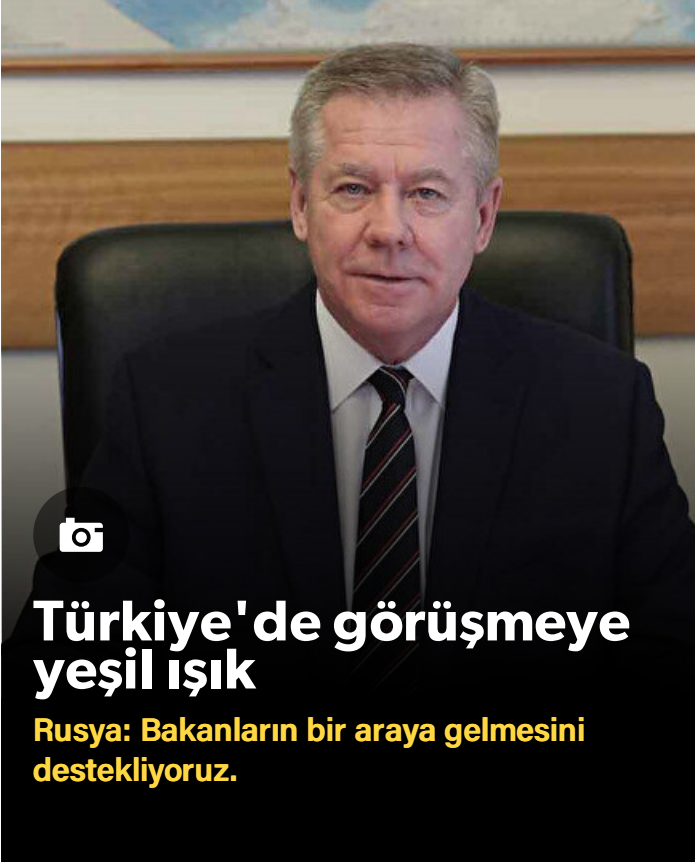 Türkiye'de görüşmeye
yeşil ışık
Rusya: Bakanların bir araya gelmesini
destekliyoruz.